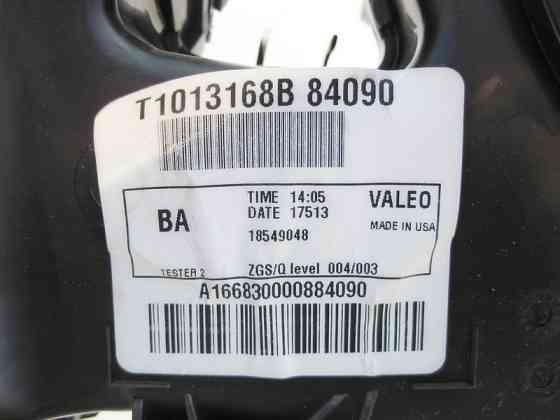 T1013168B 84090
BA
TIME 14:05
DATE 17513
18549048
VALEO
MADE IN USA
TESTER 2
ZGS/Q level 004/003
A166830000884090